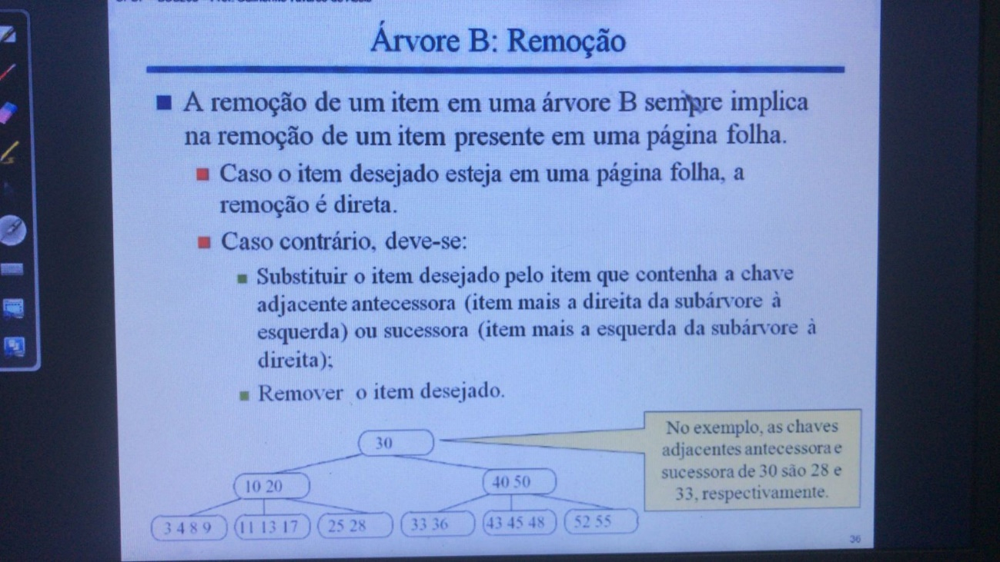 Árvore B: Remoção
A remoção de um item em uma árvore B sempre implica
na remoção de um item presente em uma página folha.
Caso o item desejado esteja em uma página folha, a
remoção é direta.
Caso contrário, deve-se:
Substituir o item desejado pelo item que contenha a chave
adjacente antecessora (item mais a direita da subárvore à
esquerda) ou sucessora (item mais a esquerda da subárvore à
direita);
Remover o item desejado.
No exemplo, as chaves
adjacentes antecessora e
sucessora de 30 são 28 e
33, respectivamente.
30
10 20
40 50
3 4 8 9
11 13 17
25 28
33 36
43 45 48
52 55
36